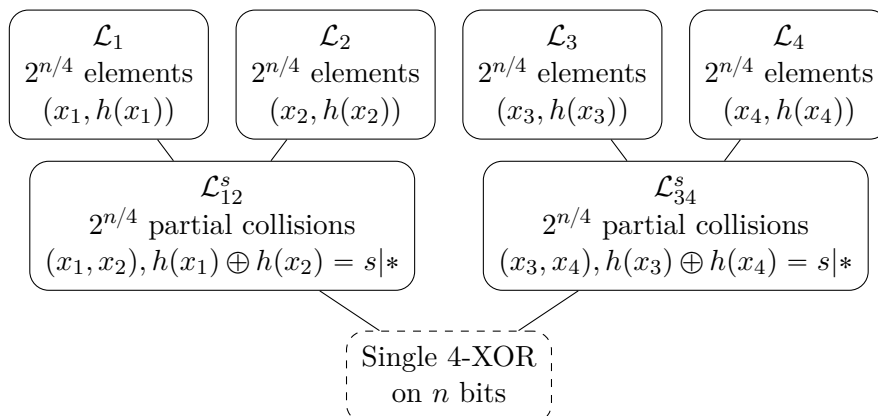 ℒ₁
2^{n/4} elements
(x₁, h(x₁))
ℒ₂
2^{n/4} elements
(x₂, h(x₂))
ℒ₃
2^{n/4} elements
(x₃, h(x₃))
ℒ₄
2^{n/4} elements
(x₄, h(x₄))
ℒ₁₂ˢ
2^{n/4} partial collisions
(x₁, x₂), h(x₁) ⊕ h(x₂) = s|∗
ℒ₃₄ˢ
2^{n/4} partial collisions
(x₃, x₄), h(x₃) ⊕ h(x₄) = s|∗
Single 4-XOR
on n bits